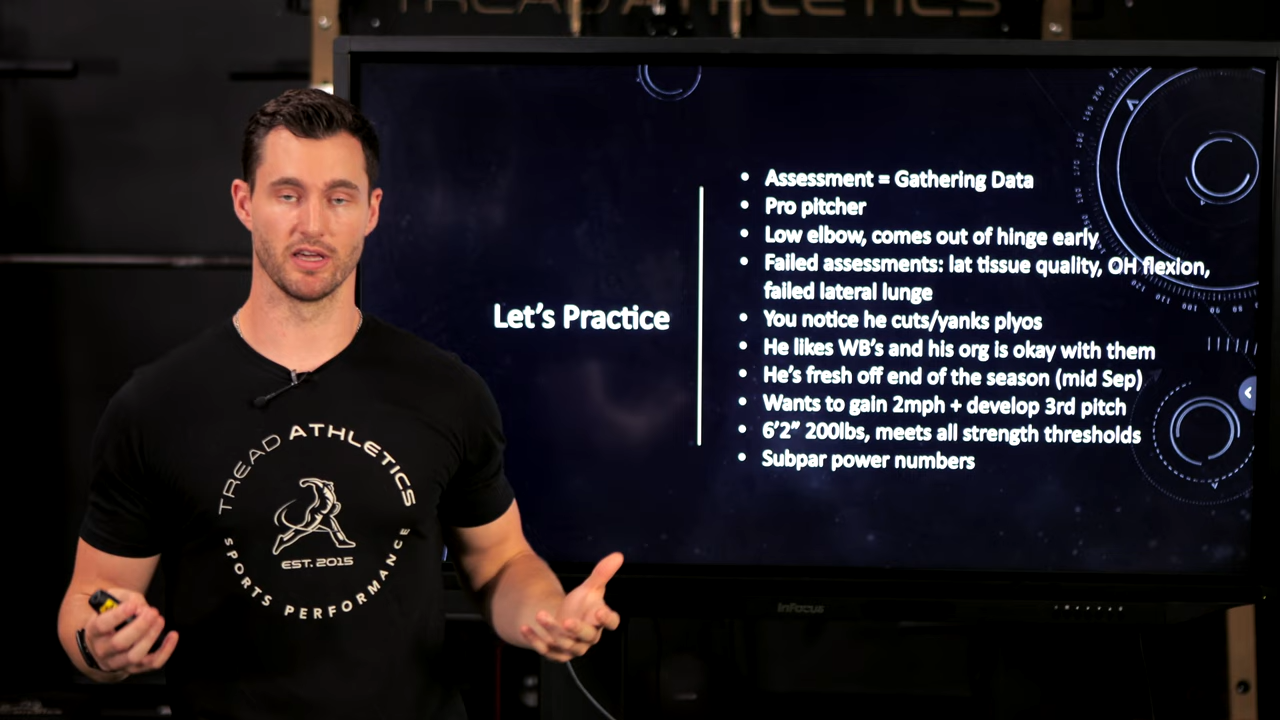 TREAD ATHLETICS
Let's Practice
• Assessment = Gathering Data
• Pro pitcher
• Low elbow, comes out of hinge early
• Failed assessments: lat tissue quality, OH flexion,
failed lateral lunge
• You notice he cuts/yanks plyos
• He likes WB's and his org is okay with them
• He's fresh off end of the season (mid Sep)
• Wants to gain 2mph + develop 3rd pitch
• 6'2" 200lbs, meets all strength thresholds
• Subpar power numbers
TREAD ATHLETICS
EST. 2015
SPORTS PERFORMANCE
InFocus